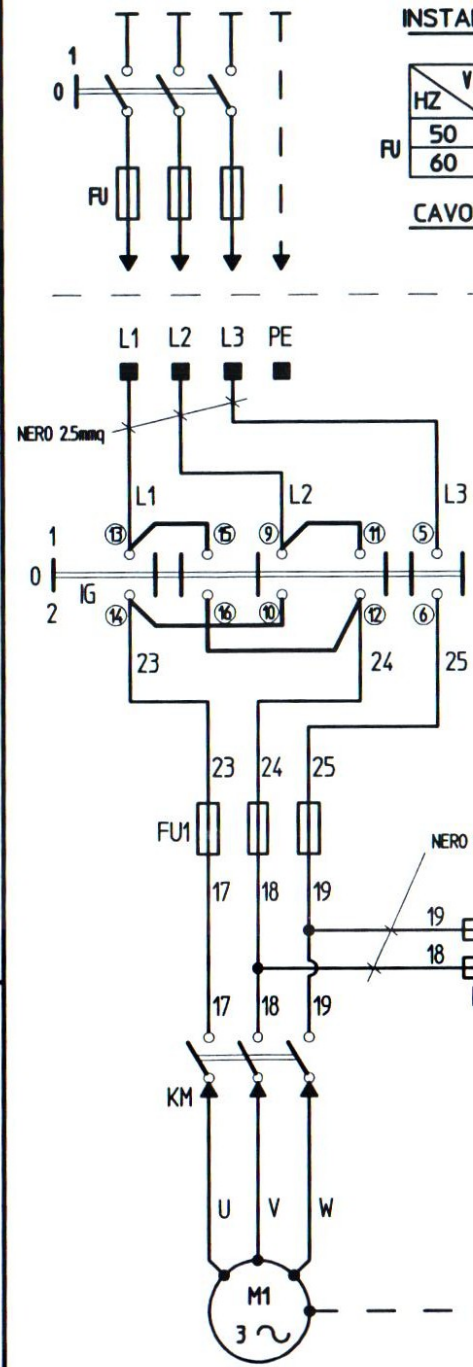 INSTA
1
0
V
HZ
FU
50
60
FU
CAVO
L1 L2 L3 PE
NERO 2.5mmq
L1 L2 L3
1 13 15 9 11 5
0
IG
2 14 16 10 12 6
23 24 25
23 24 25
FU1
NERO
17 18 19
19
18
17 18 19
KM
U V W
M1
3